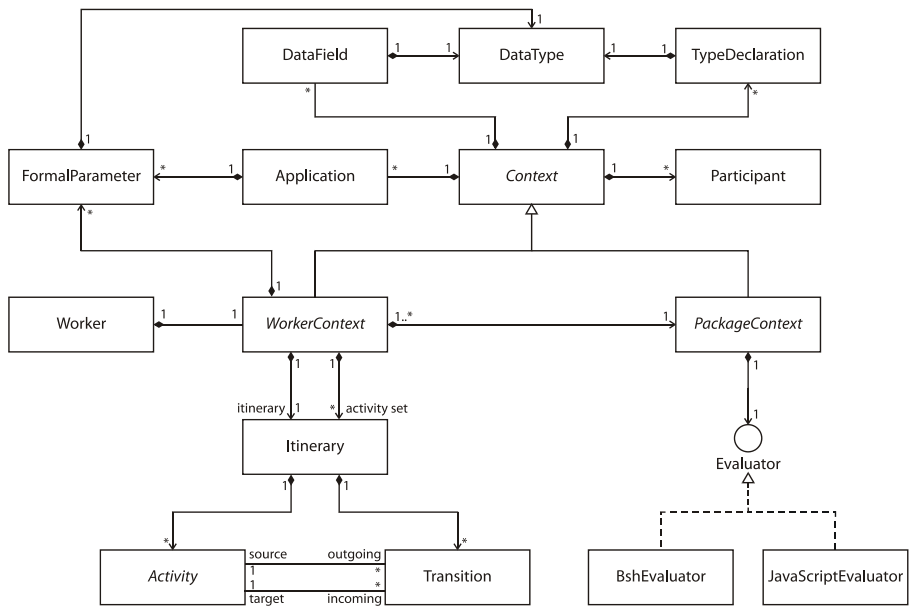 1
DataField
1 1
DataType
1 1
TypeDeclaration
* *
1 1 1
FormalParameter
* 1
Application
* 1
Context
1 *
Participant
*
1
Worker
1 1
WorkerContext
1..* 1
PackageContext
1 1 1
itinerary 1 * activity set 1
Itinerary
Evaluator
1 1
* *
Activity
source outgoing
1 *
1 *
target incoming
Transition
BshEvaluator
JavaScriptEvaluator